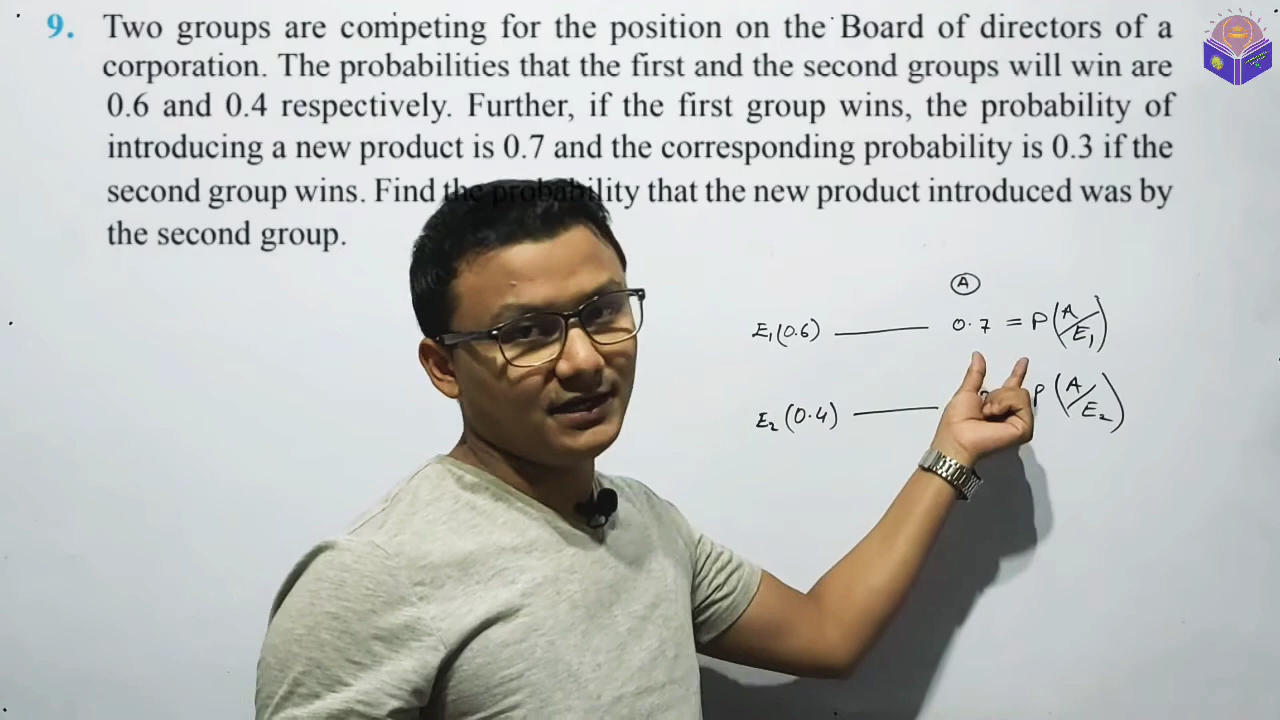 9. Two groups are competing for the position on the Board of directors of a
corporation. The probabilities that the first and the second groups will win are
0.6 and 0.4 respectively. Further, if the first group wins, the probability of
introducing a new product is 0.7 and the corresponding probability is 0.3 if the
second group wins. Find the probability that the new product introduced was by
the second group.
A
E₁(0.6) —— 0.7 = P(A/E₁)
E₂(0.4) —— P(A/E₂)